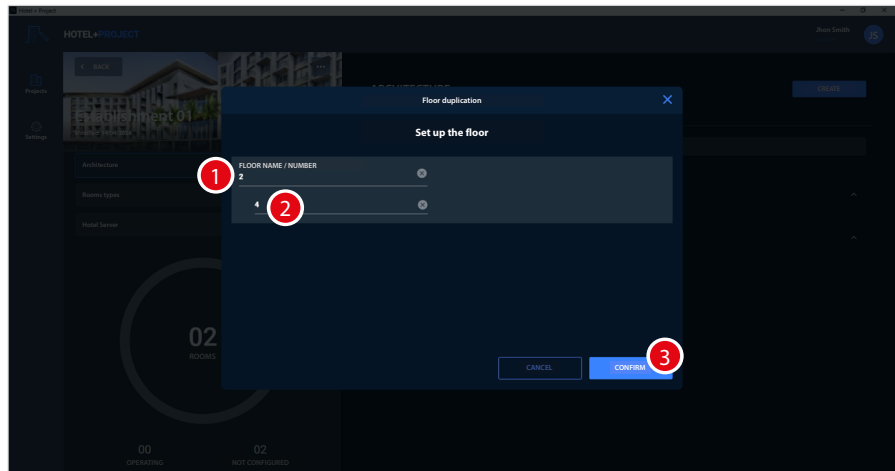 Hotel + Project
HOTEL+PROJECT
Jhon Smith
JS
BACK
Projects
Settings
ARCHITECTURE
CREATE
Establishment 01
Architecture
Rooms types
Hotel Server
02
ROOMS
00
OPERATING
02
NOT CONFIGURED
Floor duplication
Set up the floor
FLOOR NAME / NUMBER
1
2
4
2
CANCEL
CONFIRM
3